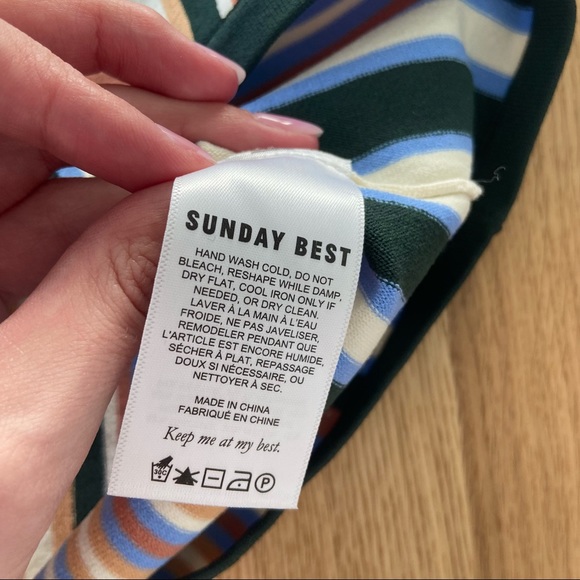 SUNDAY BEST
HAND WASH COLD, DO NOT
BLEACH, RESHAPE WHILE DAMP,
DRY FLAT, COOL IRON ONLY IF
NEEDED, OR DRY CLEAN.
LAVER À LA MAIN À L'EAU
FROIDE, NE PAS JAVELISER,
REMODELER PENDANT QUE
L'ARTICLE EST ENCORE HUMIDE,
SÉCHER À PLAT, REPASSAGE
DOUX SI NÉCESSAIRE, OU
NETTOYER À SEC.
MADE IN CHINA
FABRIQUÉ EN CHINE
Keep me at my best.
30C P